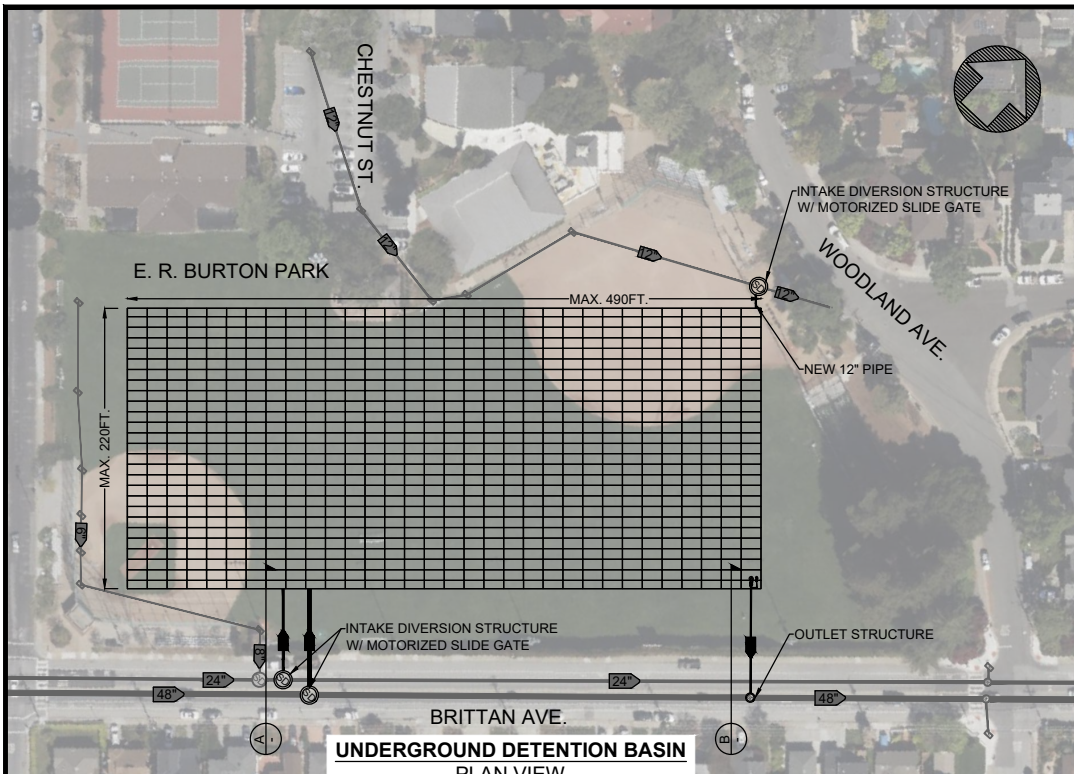 CHESTNUT ST.
12"
12"
INTAKE DIVERSION STRUCTURE
W/ MOTORIZED SLIDE GATE
WOODLAND AVE.
E. R. BURTON PARK
12"
12"
MAX. 490FT.
NEW 12" PIPE
MAX. 220FT.
6"
INTAKE DIVERSION STRUCTURE
W/ MOTORIZED SLIDE GATE
OUTLET STRUCTURE
6"
24"
24"
48"
48"
BRITTAN AVE.
A
-
B
-
UNDERGROUND DETENTION BASIN
PLAN VIEW